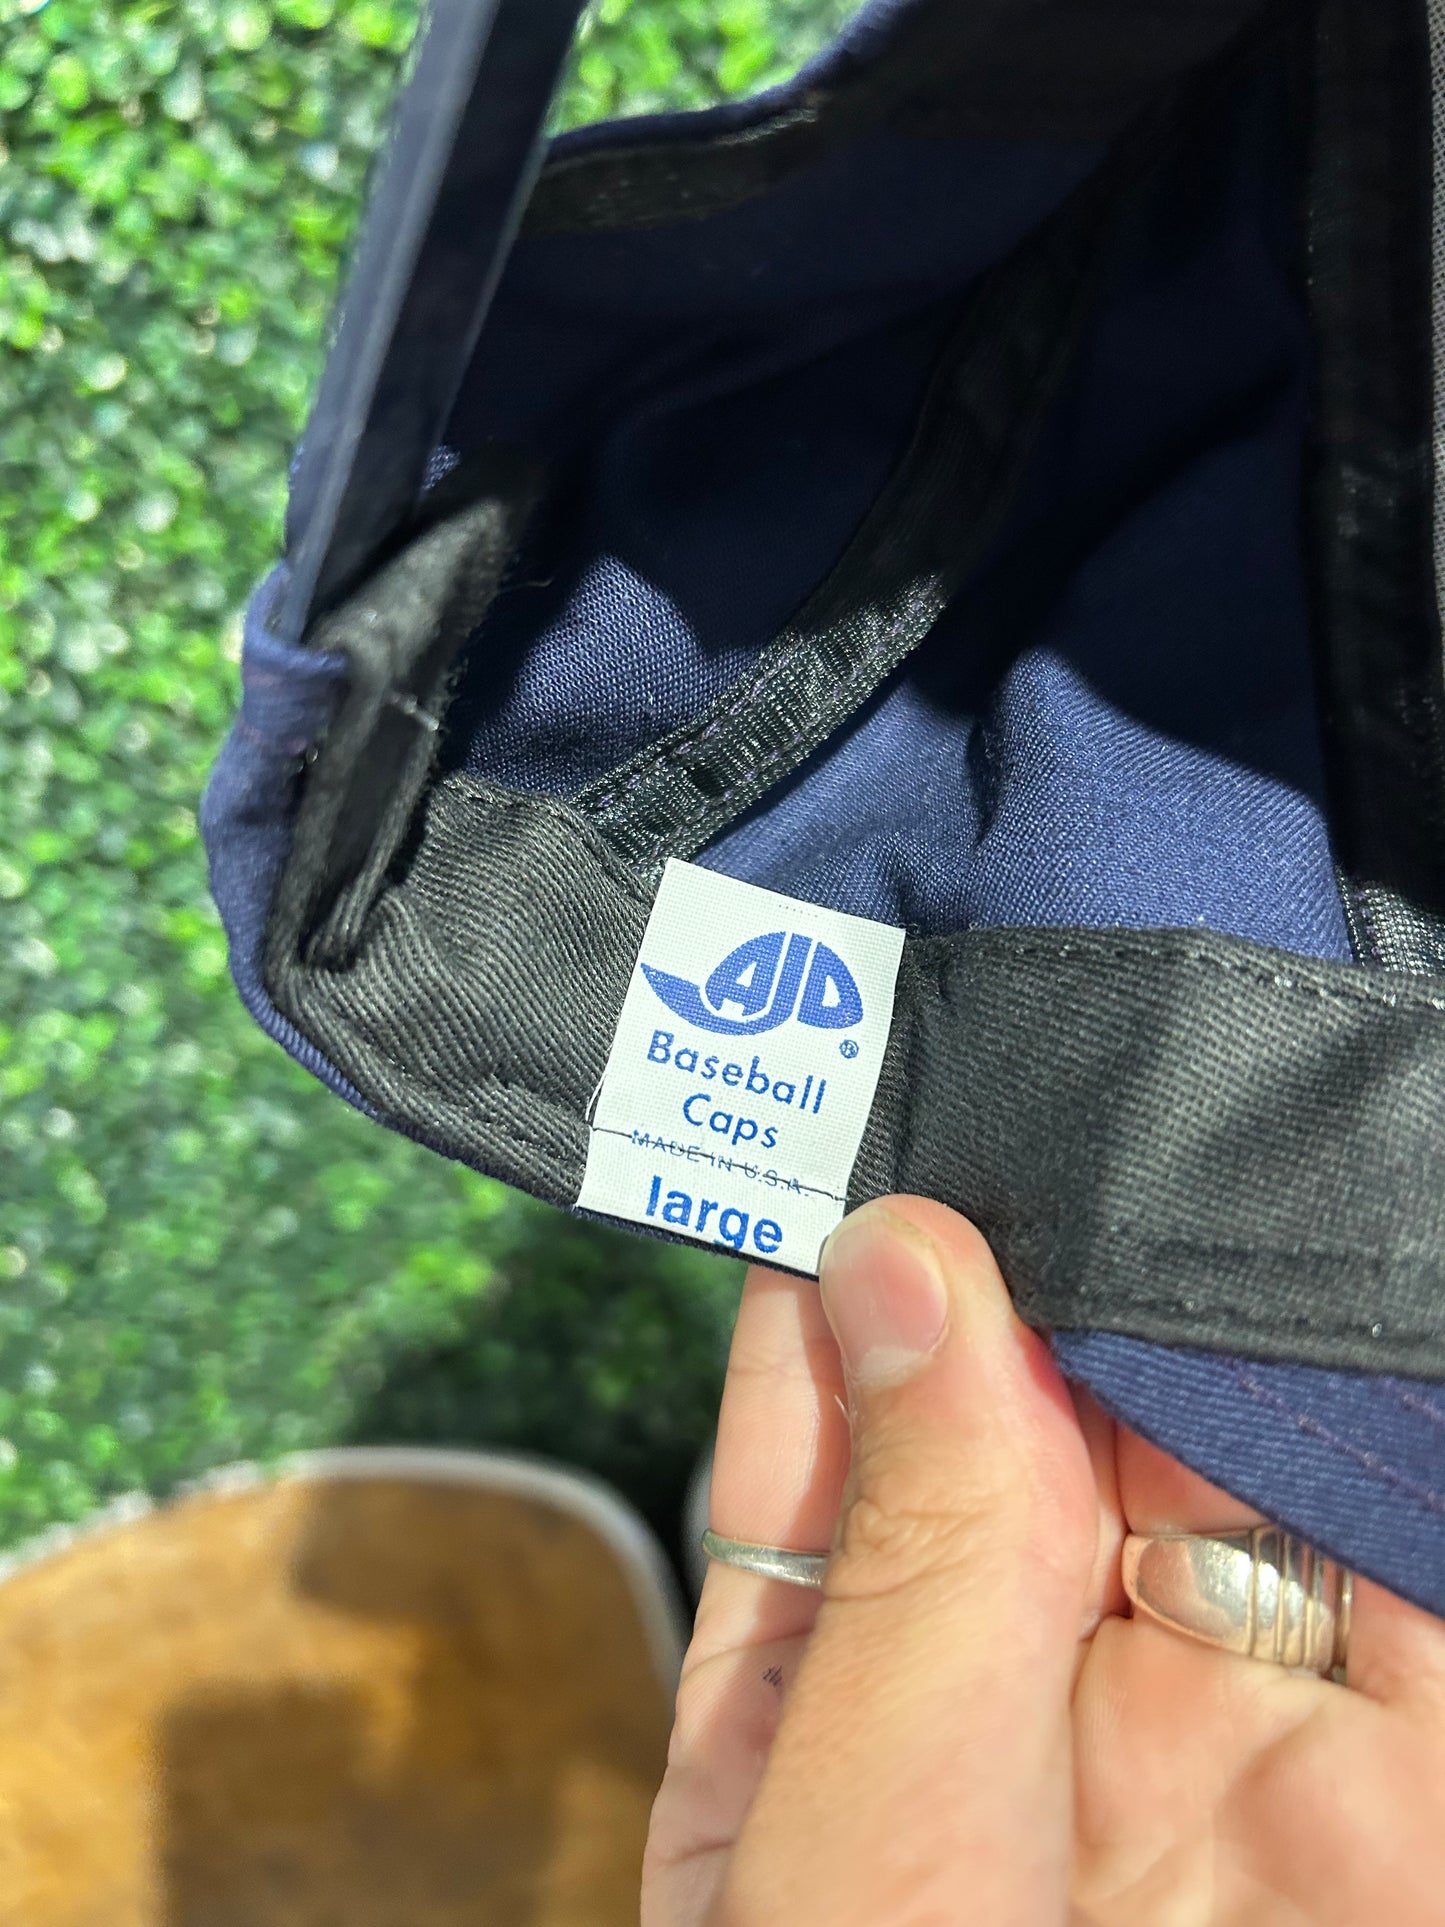 AJD
®
Baseball
Caps
MADE IN U.S.A.
large